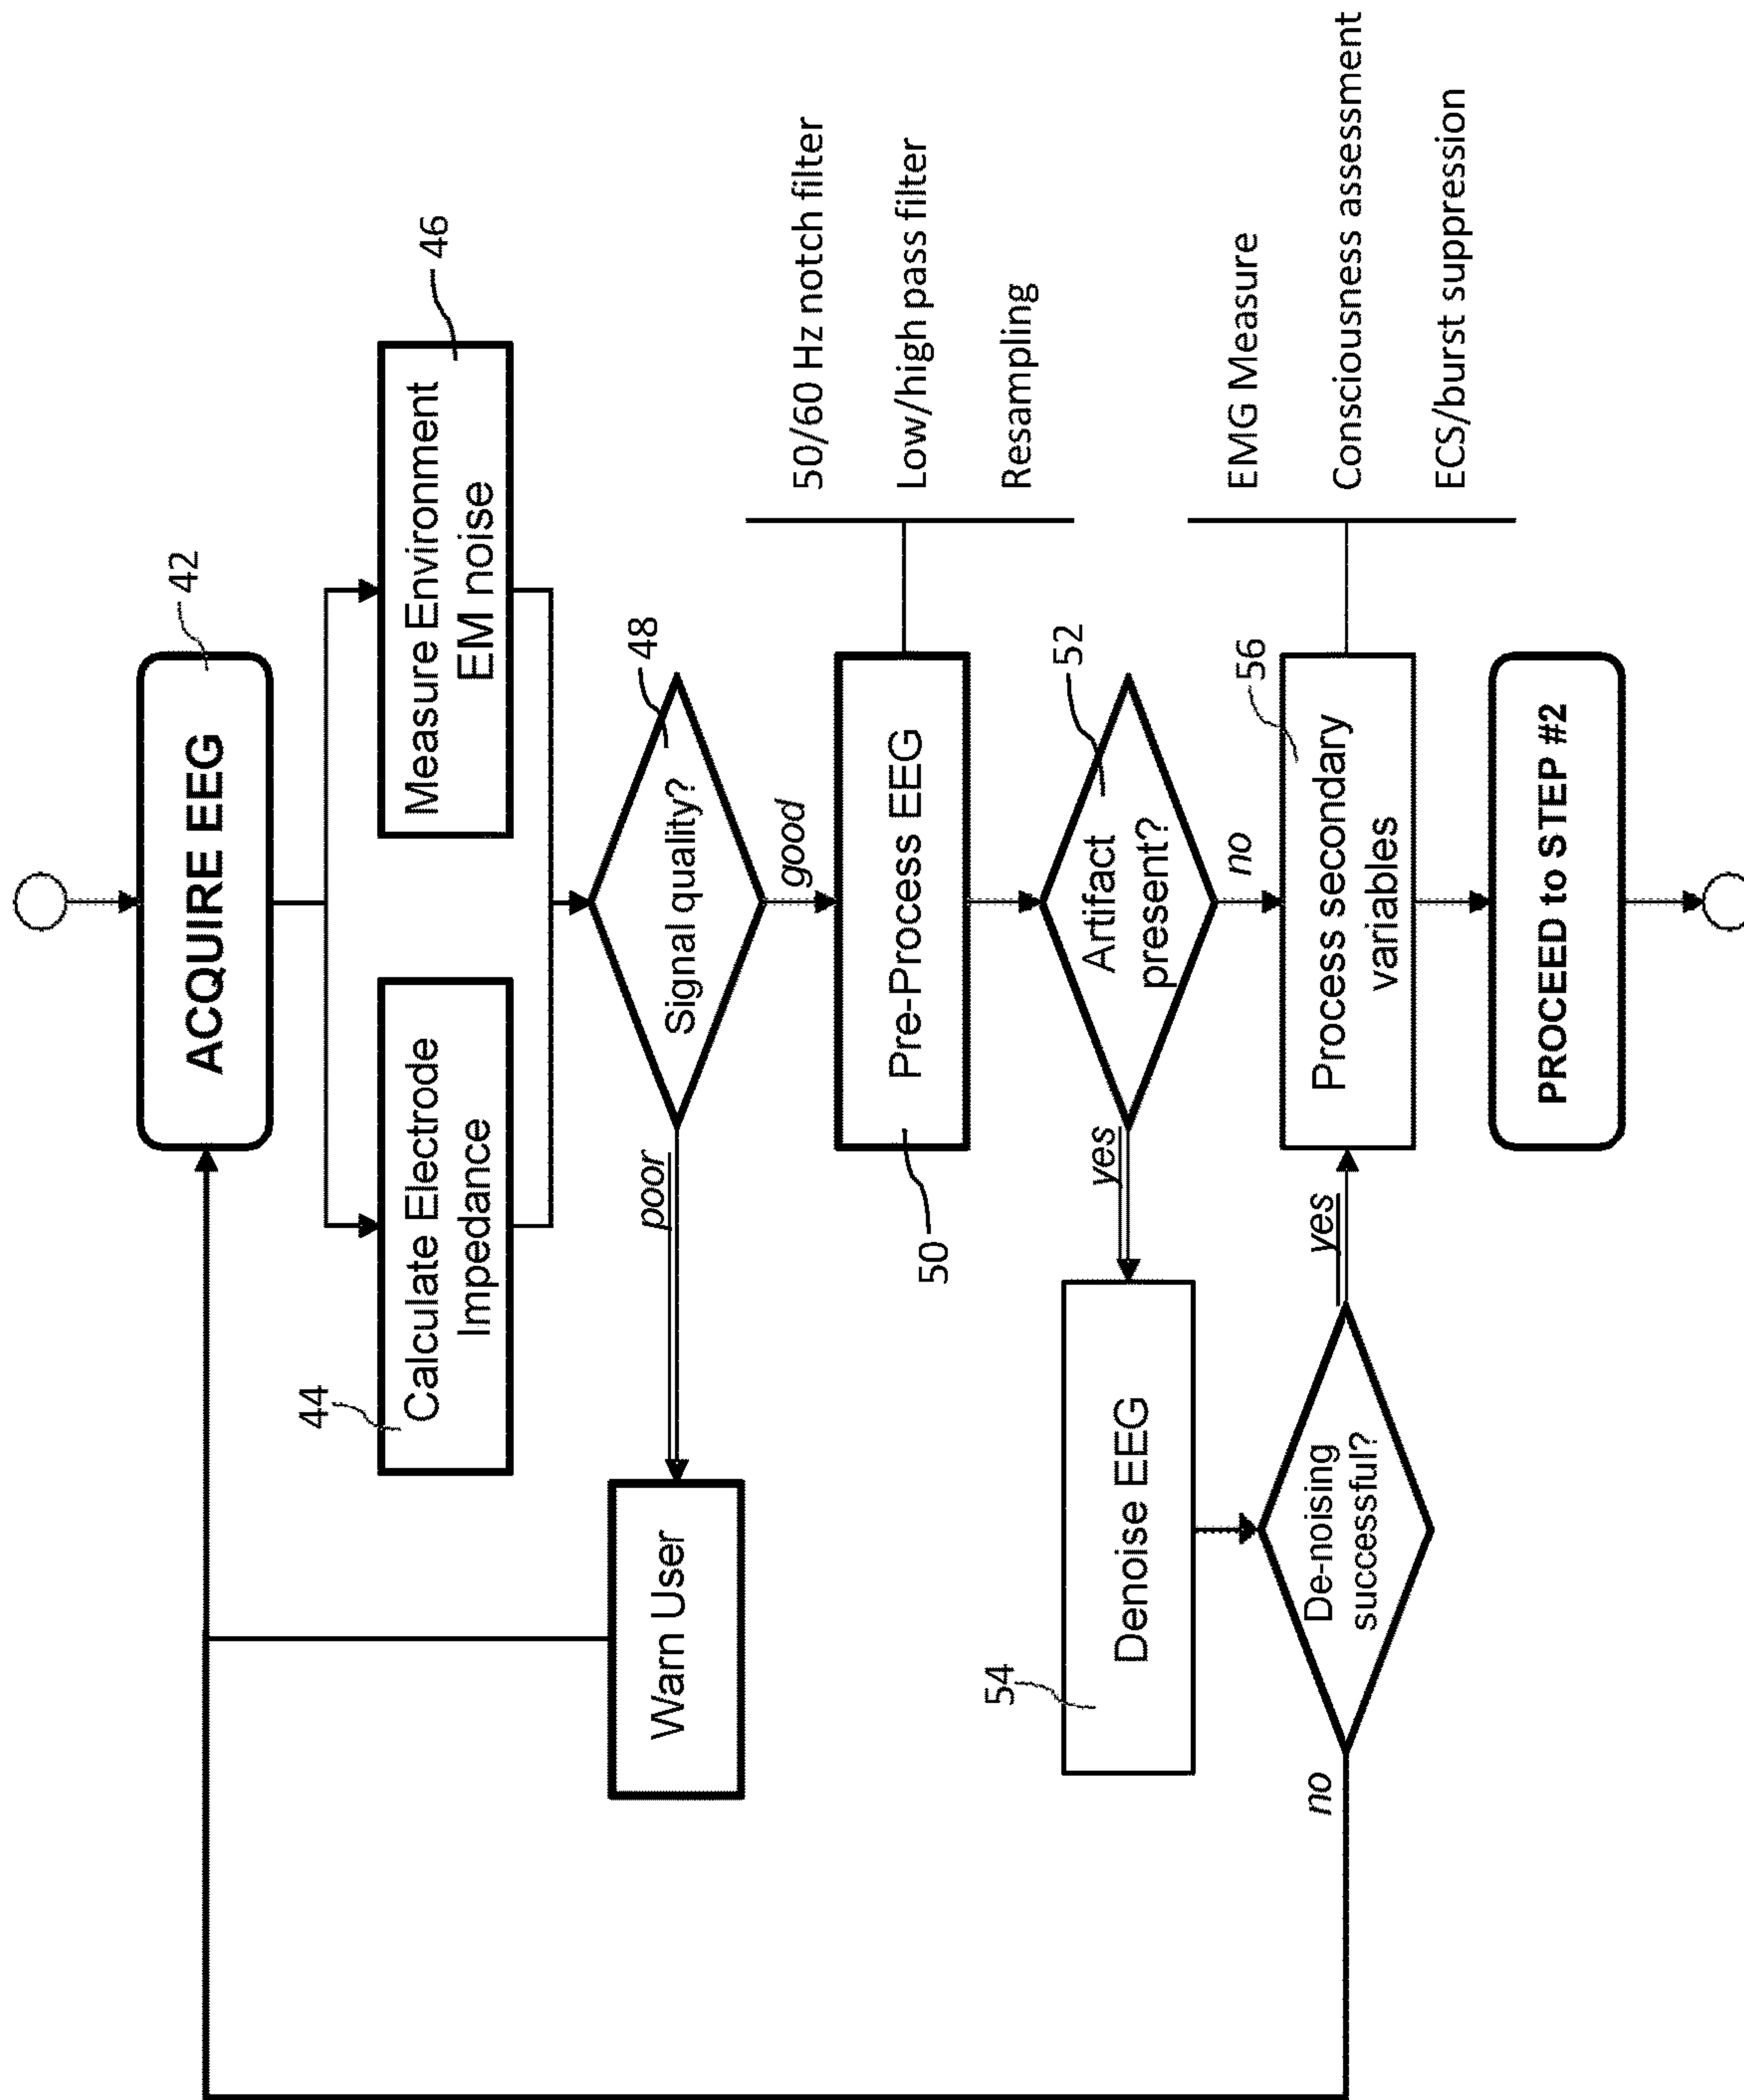 ACQUIRE EEG
42
44
Calculate Electrode
Impedance
Measure Environment
EM noise
46
Signal quality?
48
poor
good
Warn User
Pre-Process EEG
50
50/60 Hz notch filter
Low/high pass filter
Resampling
Artifact
present?
52
yes
no
54
Denoise EEG
De-noising
successful?
no
yes
Process secondary
variables
56
EMG Measure
Consciousness assessment
ECS/burst suppression
PROCEED to STEP #2